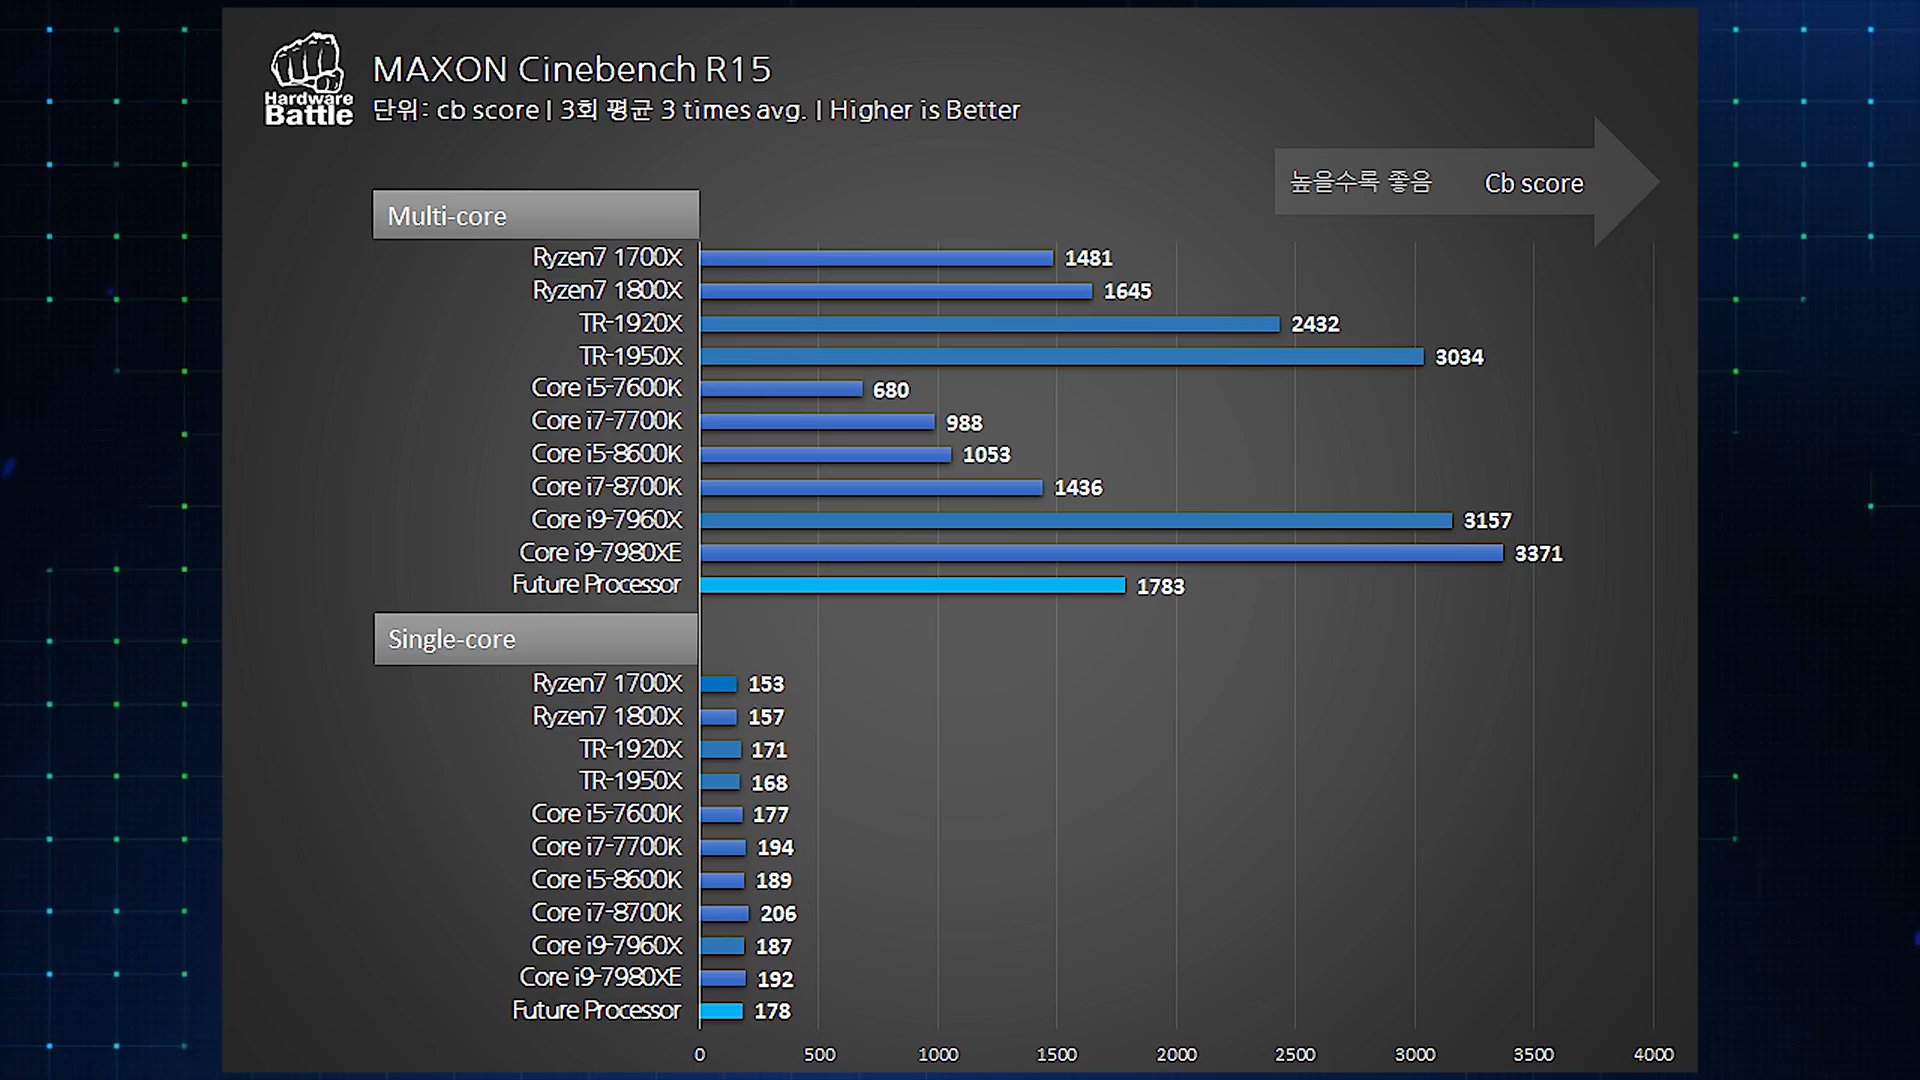 Hardware
Battle
MAXON Cinebench R15
단위: cb score | 3회 평균 3 times avg. | Higher is Better
높을수록 좋음 Cb score
Multi-core
Ryzen7 1700X 1481
Ryzen7 1800X 1645
TR-1920X 2432
TR-1950X 3034
Core i5-7600K 680
Core i7-7700K 988
Core i5-8600K 1053
Core i7-8700K 1436
Core i9-7960X 3157
Core i9-7980XE 3371
Future Processor 1783
Single-core
Ryzen7 1700X 153
Ryzen7 1800X 157
TR-1920X 171
TR-1950X 168
Core i5-7600K 177
Core i7-7700K 194
Core i5-8600K 189
Core i7-8700K 206
Core i9-7960X 187
Core i9-7980XE 192
Future Processor 178
0 500 1000 1500 2000 2500 3000 3500 4000